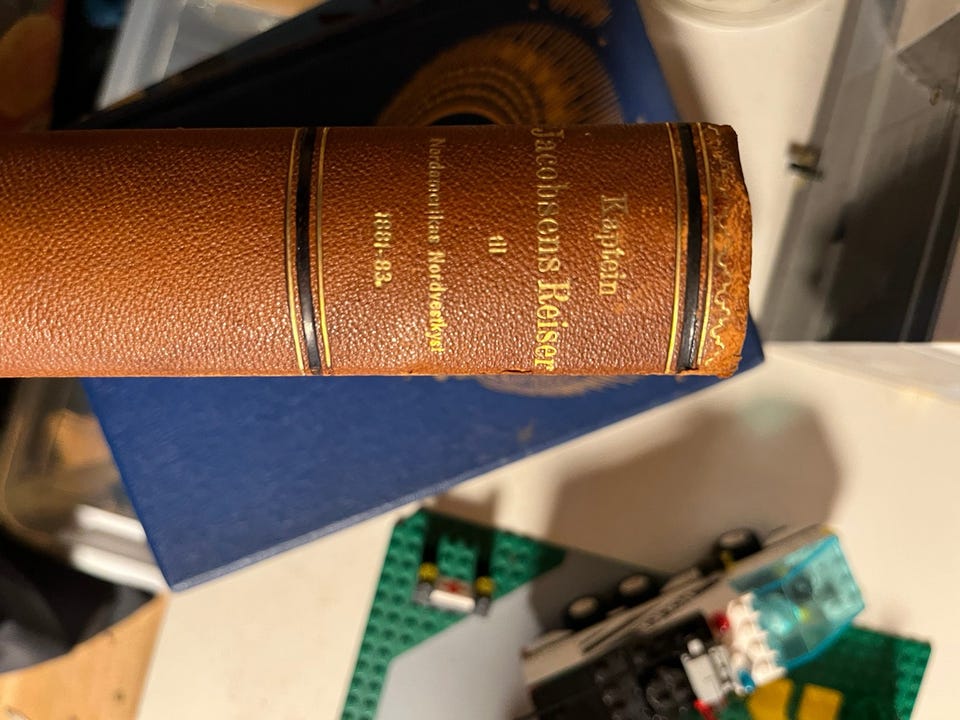 Kaptein
Jacobsens Reiser
til
Nordamerikas Nordvestkyst
1881-83.